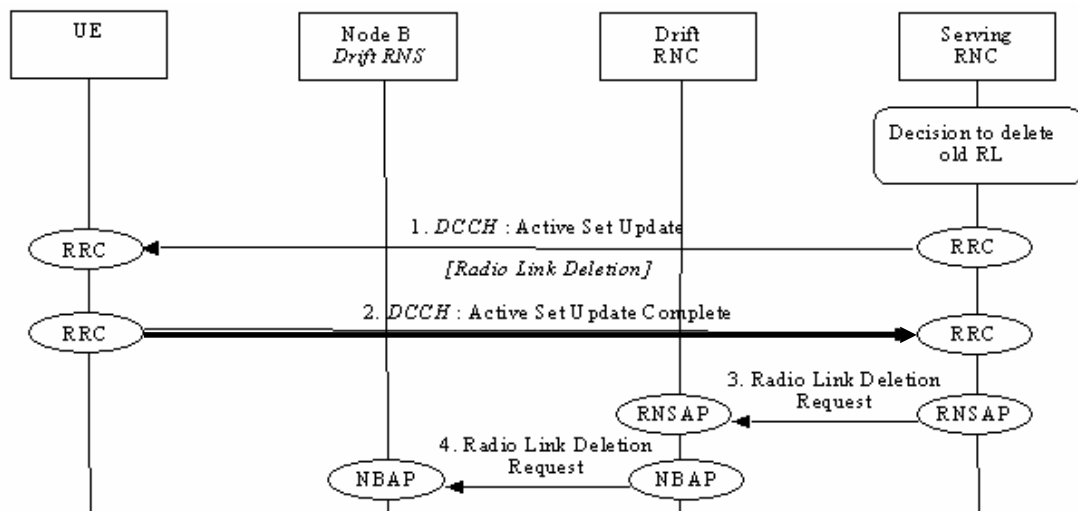 UE
Node B
Drift RNS
Drift
RNC
Serving
RNC
Decision to delete
old RL
1. DCCH : Active Set Update
RRC
RRC
[Radio Link Deletion]
2. DCCH : Active Set Update Complete
RRC
RRC
3. Radio Link Deletion
Request
RNSAP
RNSAP
4. Radio Link Deletion
Request
NBAP
NBAP